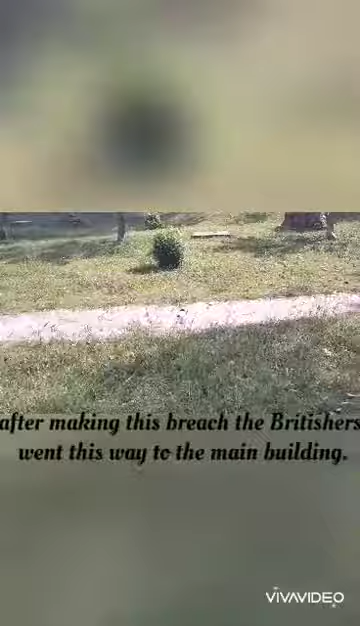 after making this breach the Britishers
went this way to the main building.
VIVAVIDEO